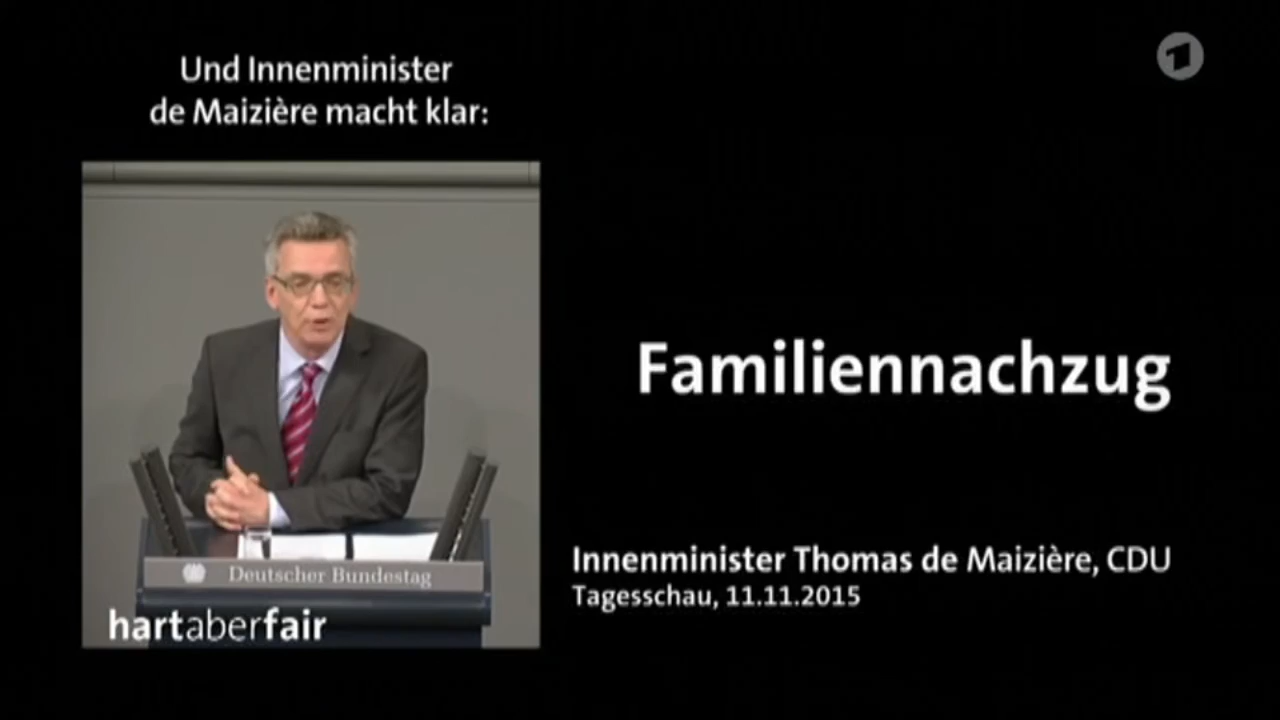 Und Innenminister
de Maizière macht klar:
Familiennachzug
Innenminister Thomas de Maizière, CDU
Tagesschau, 11.11.2015
Deutscher Bundestag
hartaberfair